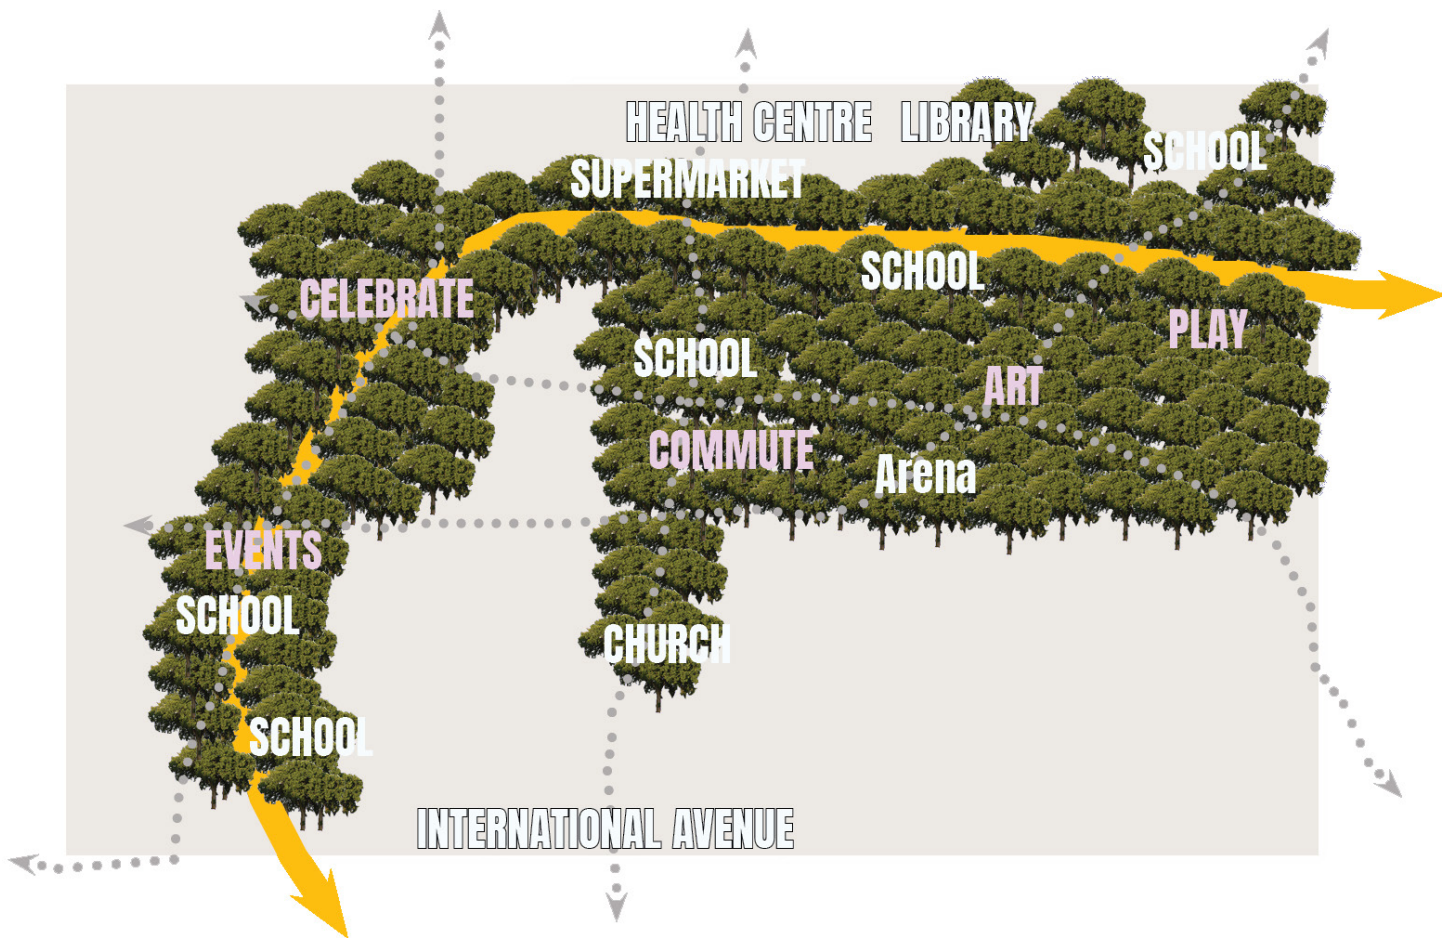 HEALTH CENTRE LIBRARY
SCHOOL
SUPERMARKET
SCHOOL
CELEBRATE
PLAY
SCHOOL
ART
COMMUTE
Arena
EVENTS
SCHOOL
CHURCH
SCHOOL
INTERNATIONAL AVENUE